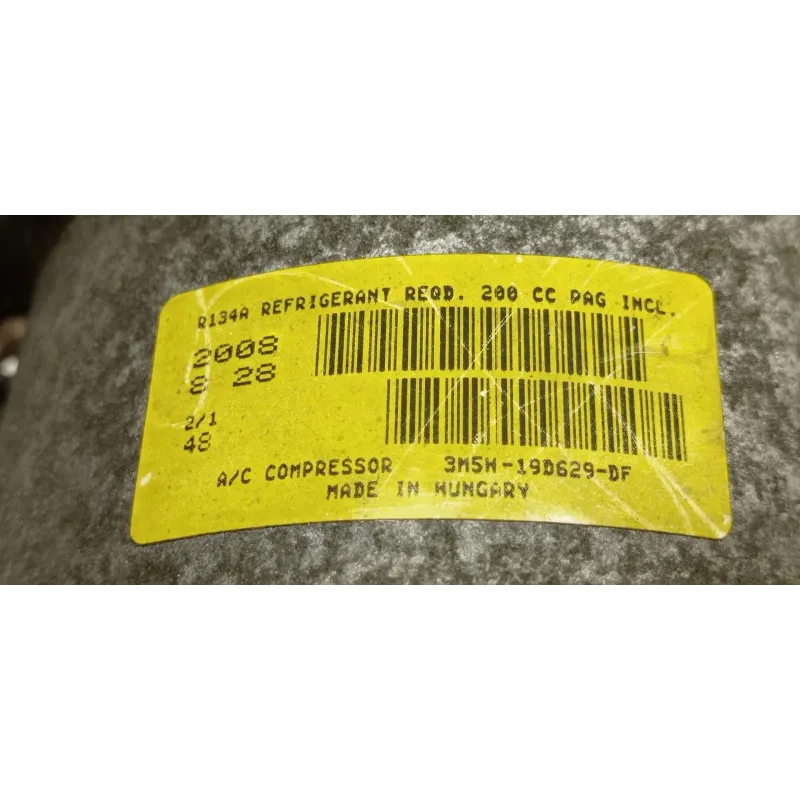 R134A REFRIGERANT REQD. 200 CC PAG INCL.
2008
8 28
2/1
48
A/C COMPRESSOR 3M5H-19D629-DF
MADE IN HUNGARY